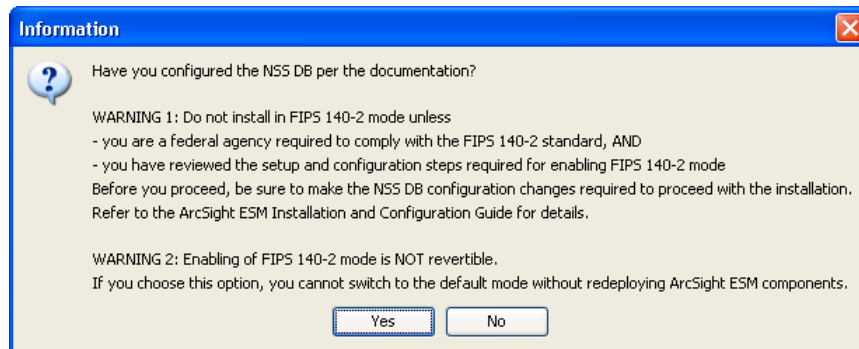 Information
Have you configured the NSS DB per the documentation?
WARNING 1: Do not install in FIPS 140-2 mode unless
- you are a federal agency required to comply with the FIPS 140-2 standard, AND
- you have reviewed the setup and configuration steps required for enabling FIPS 140-2 mode
Before you proceed, be sure to make the NSS DB configuration changes required to proceed with the installation.
Refer to the ArcSight ESM Installation and Configuration Guide for details.
WARNING 2: Enabling of FIPS 140-2 mode is NOT revertible.
If you choose this option, you cannot switch to the default mode without redeploying ArcSight ESM components.
Yes No